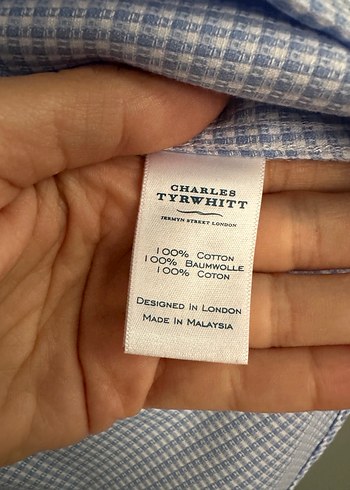 CHARLES
TYRWHITT
JERMYN STREET LONDON
100% COTTON
100% BAUMWOLLE
100% COTON
DESIGNED IN LONDON
MADE IN MALAYSIA